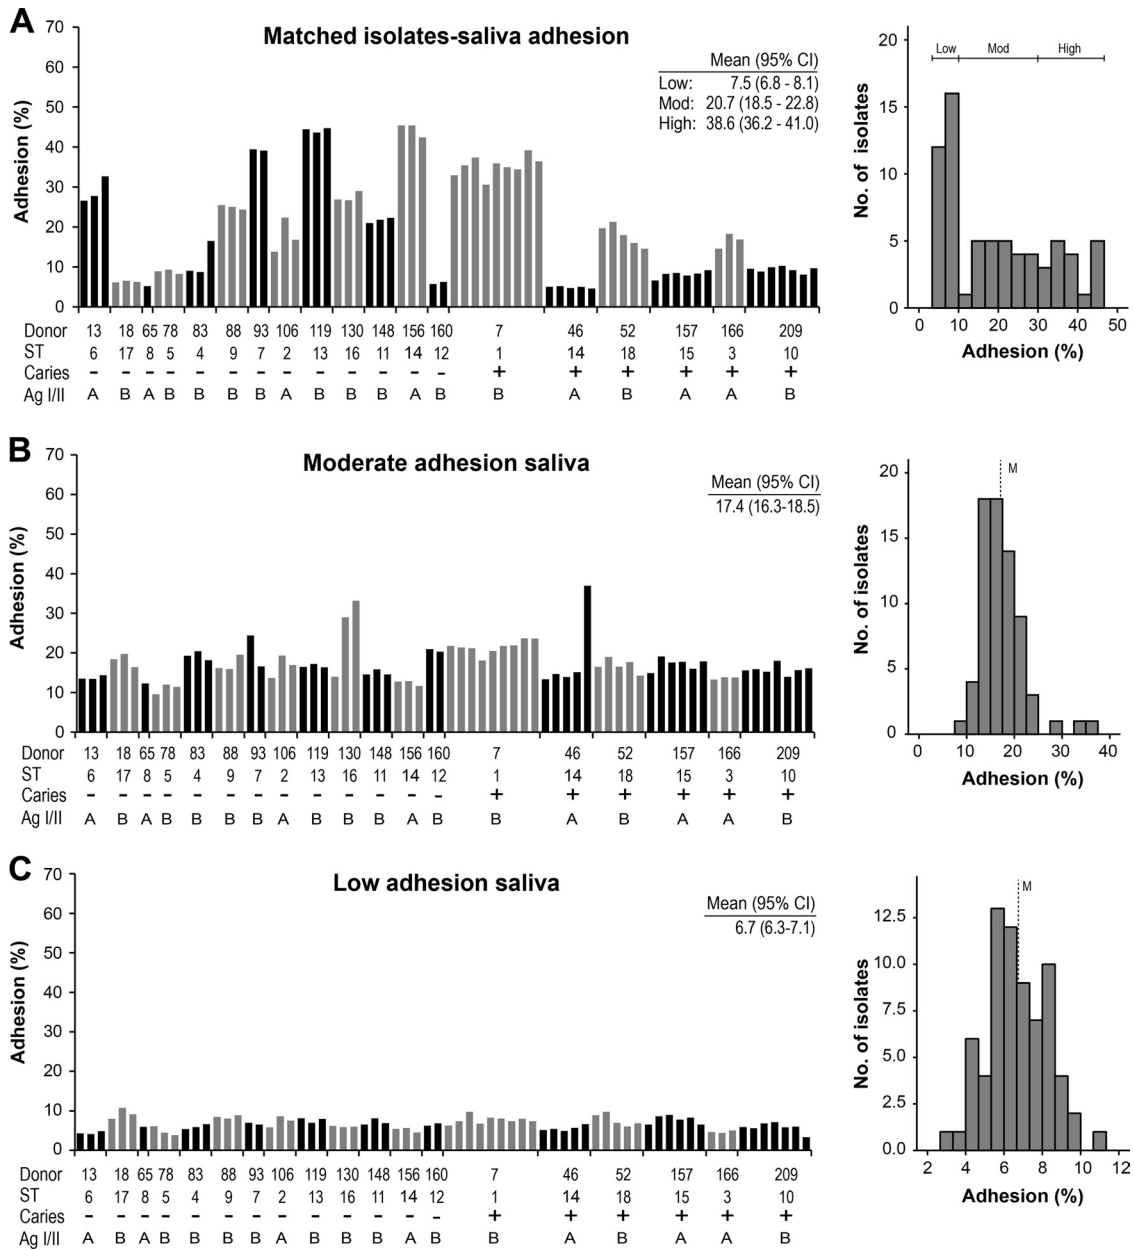 A
Matched isolates-saliva adhesion
Mean (95% CI)
Low: 7.5 (6.8 - 8.1)
Mod: 20.7 (18.5 - 22.8)
High: 38.6 (36.2 - 41.0)
Adhesion (%)
70
60
50
40
30
20
10
0
Donor 13 18 65 78 83 88 93 106 119 130 148 156 160 7 46 52 157 166 209
ST 6 17 8 5 4 9 7 2 13 16 11 14 12 1 14 18 15 3 10
Caries - - - - - - - - - - - - - + + + + + +
Ag I/II A B A B B B B A B B B A B B A B A A B
Low Mod High
No. of isolates
20
15
10
5
0
0 10 20 30 40 50
Adhesion (%)
B
Moderate adhesion saliva
Mean (95% CI)
17.4 (16.3-18.5)
Adhesion (%)
70
60
50
40
30
20
10
0
Donor 13 18 65 78 83 88 93 106 119 130 148 156 160 7 46 52 157 166 209
ST 6 17 8 5 4 9 7 2 13 16 11 14 12 1 14 18 15 3 10
Caries - - - - - - - - - - - - - + + + + + +
Ag I/II A B A B B B B A B B B A B B A B A A B
M
No. of isolates
20
10
5
0
0 10 20 30 40
Adhesion (%)
C
Low adhesion saliva
Mean (95% CI)
6.7 (6.3-7.1)
Adhesion (%)
70
60
50
40
30
20
10
0
Donor 13 18 65 78 83 88 93 106 119 130 148 156 160 7 46 52 157 166 209
ST 6 17 8 5 4 9 7 2 13 16 11 14 12 1 14 18 15 3 10
Caries - - - - - - - - - - - - - + + + + + +
Ag I/II A B A B B B B A B B B A B B A B A A B
M
No. of isolates
12.5
10.0
7.5
5.0
2.5
0.0
2 4 6 8 10 12
Adhesion (%)